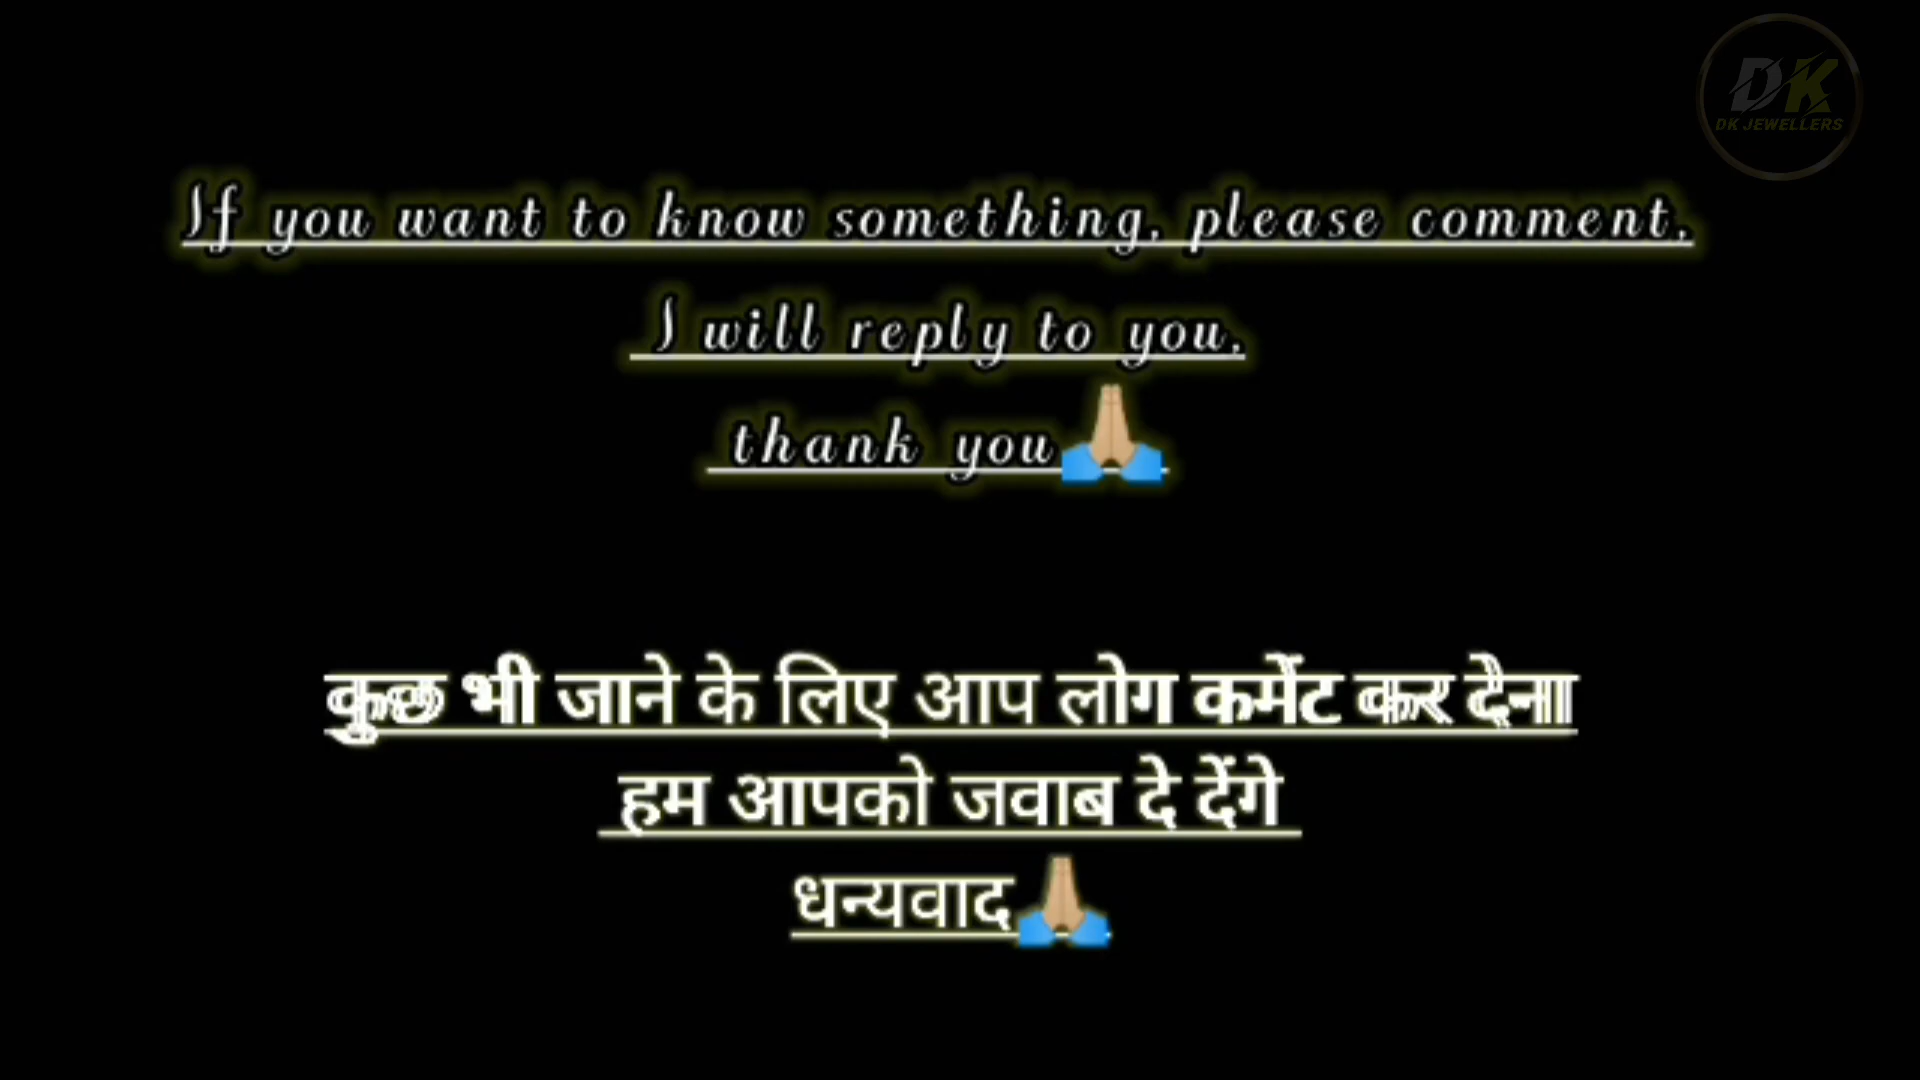 DK
DK JEWELLERS
If you want to know something, please comment,
I will reply to you,
thank you🙏🏼
कुछ भी जाने के लिए आप लोग कमेंट कर देना
हम आपको जवाब दे देंगे
धन्यवाद🙏🏼